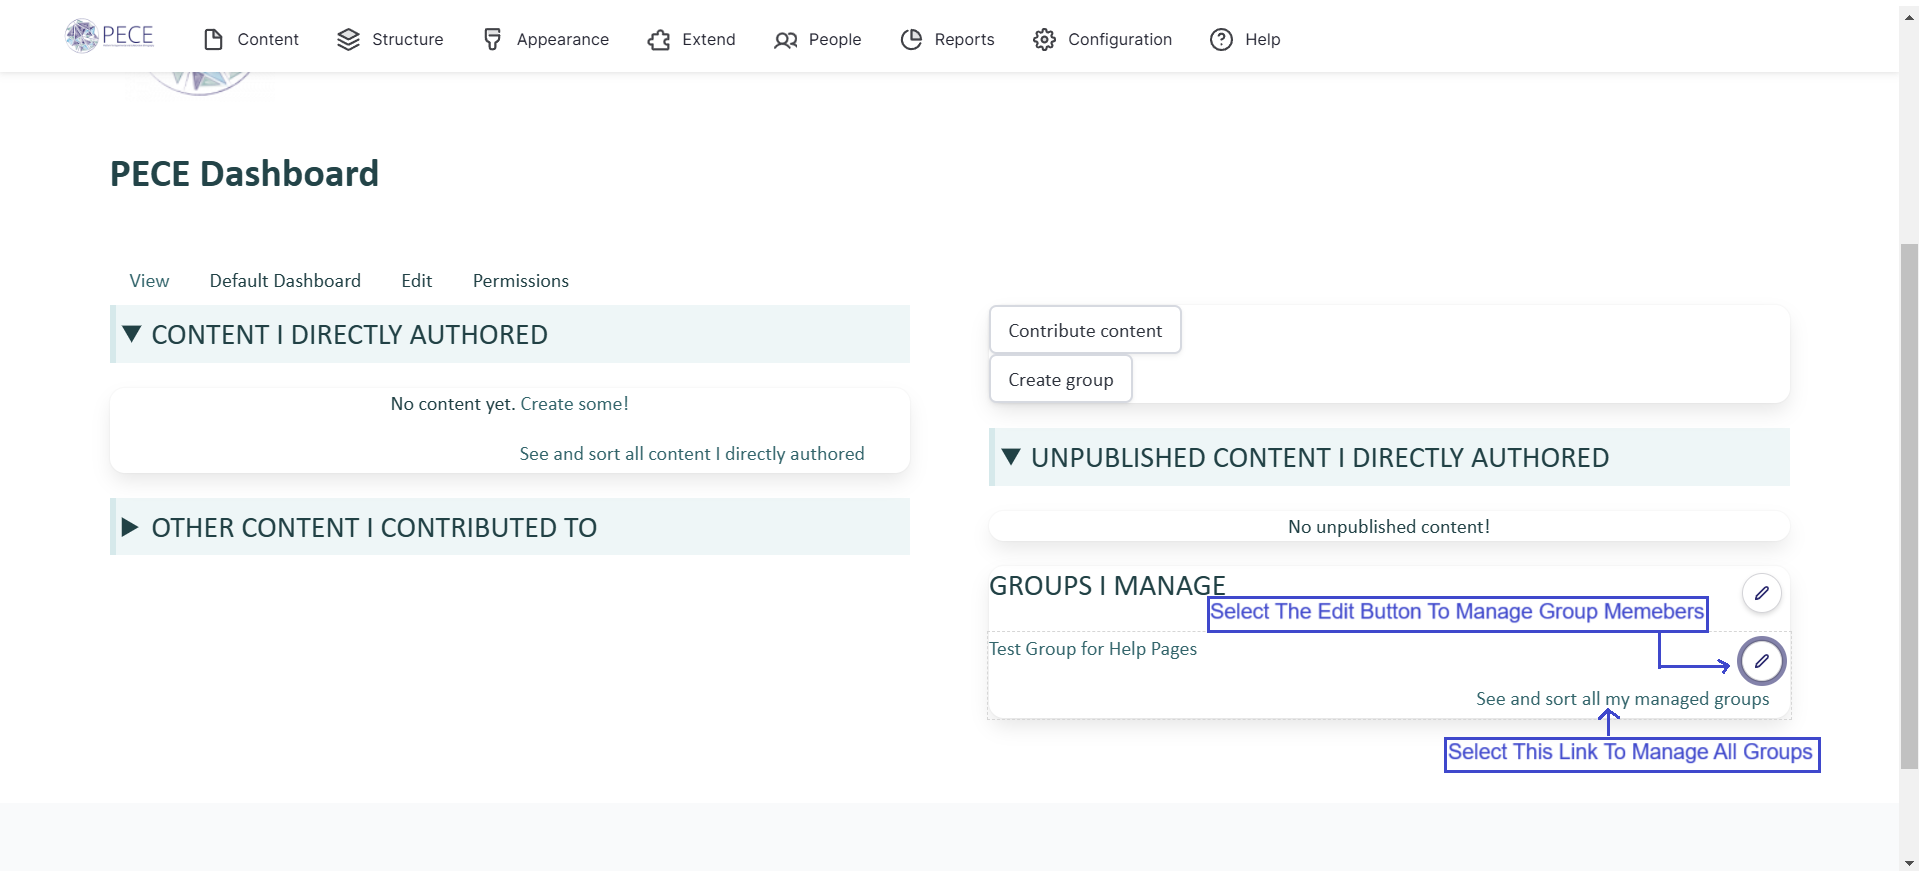 PECE
Content Structure Appearance Extend People Reports Configuration Help
PECE Dashboard
View Default Dashboard Edit Permissions
CONTENT I DIRECTLY AUTHORED
No content yet. Create some!
See and sort all content I directly authored
OTHER CONTENT I CONTRIBUTED TO
Contribute content
Create group
UNPUBLISHED CONTENT I DIRECTLY AUTHORED
No unpublished content!
GROUPS I MANAGE
Select The Edit Button To Manage Group Memebers
Test Group for Help Pages
See and sort all my managed groups
Select This Link To Manage All Groups